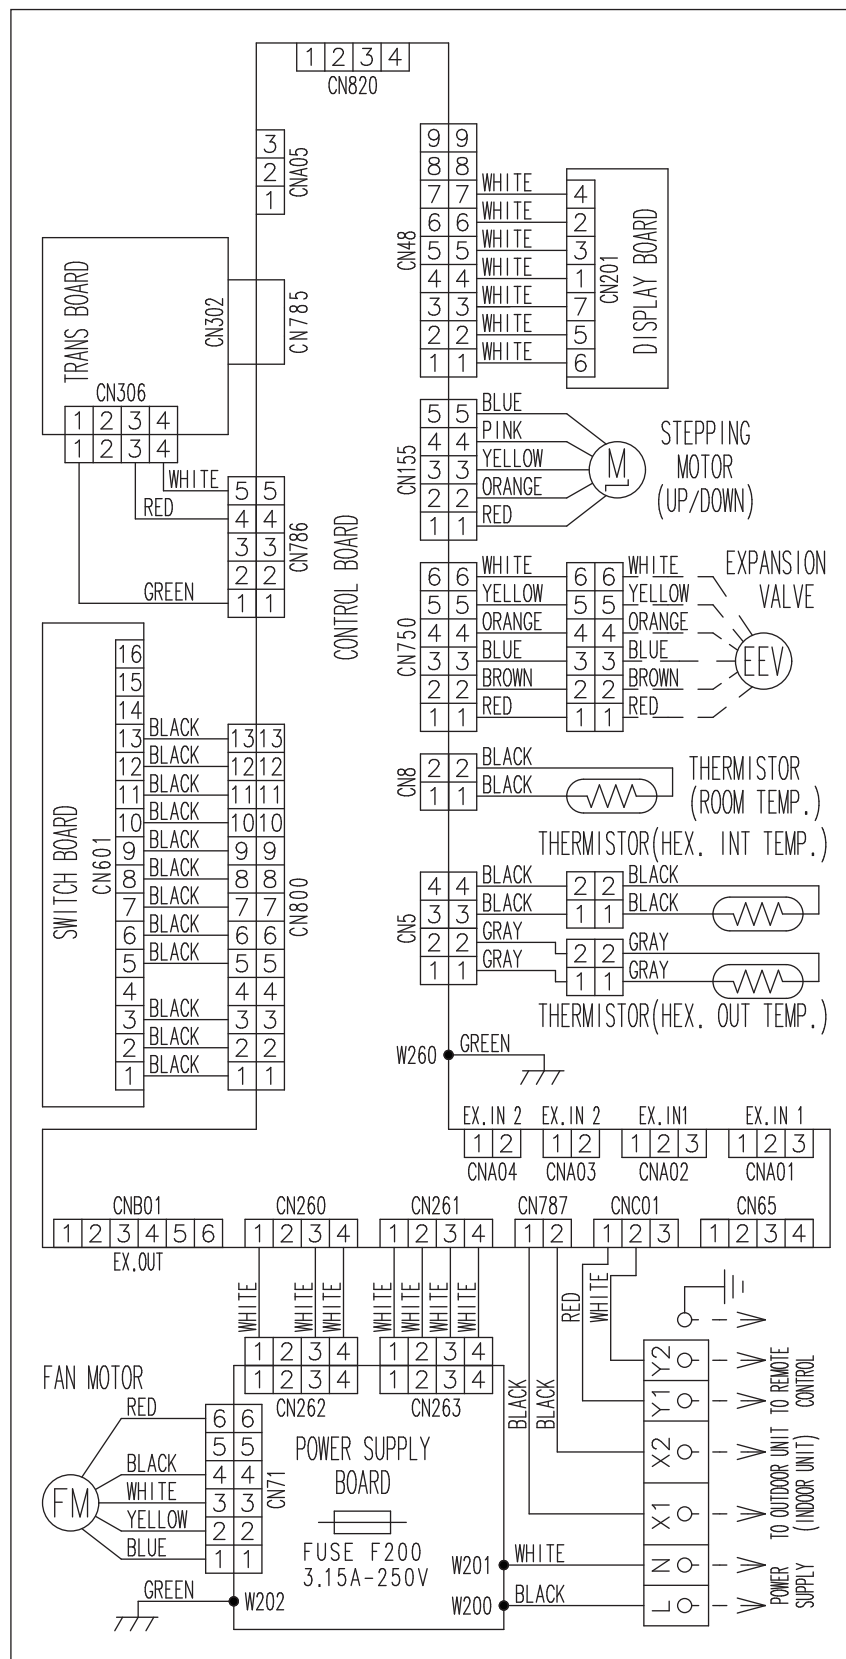 1 2 3 4
CN820
3
2
1
CNA05
TRANS BOARD
CN302
CN785
CN306
1 2 3 4
1 2 3 4
WHITE
RED
GREEN
5 5
4 4
3 3
2 2
1 1
CN786
CONTROL BOARD
9 9
8 8
7 7
6 6
5 5
4 4
3 3
2 2
1 1
CN48
WHITE
WHITE
WHITE
WHITE
WHITE
WHITE
WHITE
4
2
3
1
7
5
6
CN201
DISPLAY BOARD
5 5
4 4
3 3
2 2
1 1
CN155
BLUE
PINK
YELLOW
ORANGE
RED
M
STEPPING
MOTOR
(UP/DOWN)
6 6
5 5
4 4
3 3
2 2
1 1
CN750
WHITE
YELLOW
ORANGE
BLUE
BROWN
RED
6 6
5 5
4 4
3 3
2 2
1 1
WHITE
YELLOW
ORANGE
BLUE
BROWN
RED
EXPANSION
VALVE
EEV
SWITCH BOARD
CN601
16
15
14
13
12
11
10
9
8
7
6
5
4
3
2
1
BLACK
BLACK
BLACK
BLACK
BLACK
BLACK
BLACK
BLACK
BLACK
BLACK
BLACK
BLACK
13 13
12 12
11 11
10 10
9 9
8 8
7 7
6 6
5 5
4 4
3 3
2 2
1 1
CN800
2 2
1 1
CN8
BLACK
BLACK
THERMISTOR
(ROOM TEMP.)
THERMISTOR(HEX. INT TEMP.)
4 4
3 3
2 2
1 1
CN5
BLACK
BLACK
GRAY
GRAY
2 2
1 1
BLACK
BLACK
2 2
1 1
GRAY
GRAY
THERMISTOR(HEX. OUT TEMP.)
W260
GREEN
EX.IN 2
EX.IN 2
EX.IN1
EX.IN 1
1 2
1 2
1 2 3
1 2 3
CNA04
CNA03
CNA02
CNA01
CNB01
CN260
CN261
CN787
CNC01
CN65
1 2 3 4 5 6
1 2 3 4
1 2 3 4
1 2
1 2 3
1 2 3 4
EX.OUT
WHITE
WHITE
WHITE
WHITE
WHITE
WHITE
WHITE
RED
WHITE
BLACK
BLACK
1 2 3 4
1 2 3 4
CN262
1 2 3 4
1 2 3 4
CN263
FAN MOTOR
RED
BLACK
WHITE
YELLOW
BLUE
FM
6 6
5 5
4 4
3 3
2 2
1 1
CN71
POWER SUPPLY
BOARD
FUSE F200
3.15A-250V
GREEN
W202
W201
WHITE
W200
BLACK
Y2
Y1
X2
X1
N
L
TO REMOTE
CONTROL
TO OUTDOOR UNIT
(INDOOR UNIT)
POWER
SUPPLY